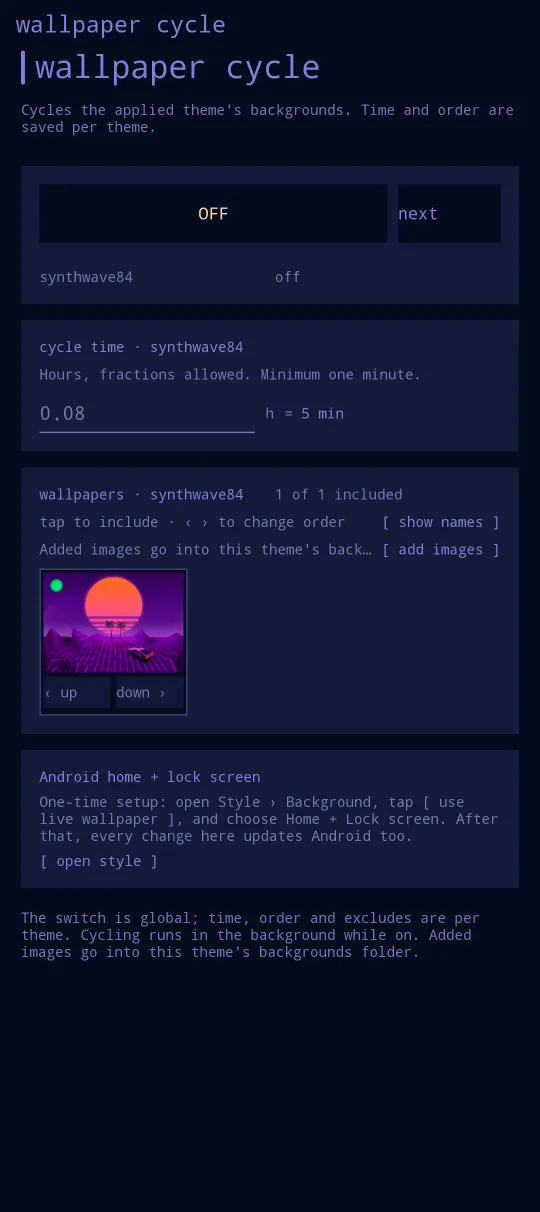 wallpaper cycle
wallpaper cycle
Cycles the applied theme's backgrounds. Time and order are
saved per theme.
OFF
next
synthwave84 off
cycle time · synthwave84
Hours, fractions allowed. Minimum one minute.
0.08 h = 5 min
wallpapers · synthwave84 1 of 1 included
tap to include · ‹ › to change order [ show names ]
Added images go into this theme's back… [ add images ]
‹ up down ›
Android home + lock screen
One-time setup: open Style › Background, tap [ use
live wallpaper ], and choose Home + Lock screen. After
that, every change here updates Android too.
[ open style ]
The switch is global; time, order and excludes are per
theme. Cycling runs in the background while on. Added
images go into this theme's backgrounds folder.